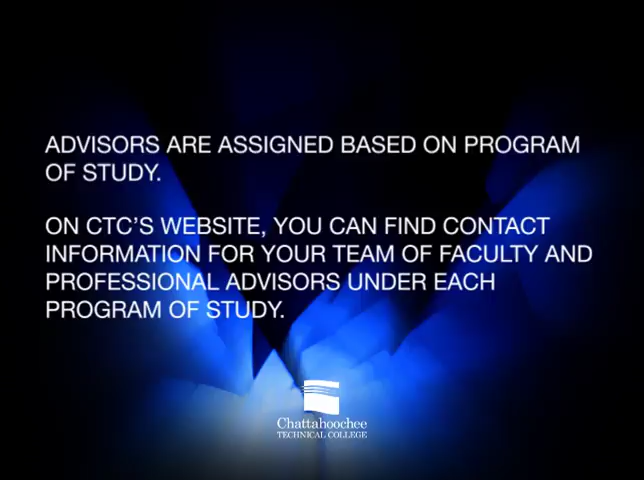 ADVISORS ARE ASSIGNED BASED ON PROGRAM
OF STUDY.
ON CTC'S WEBSITE, YOU CAN FIND CONTACT
INFORMATION FOR YOUR TEAM OF FACULTY AND
PROFESSIONAL ADVISORS UNDER EACH
PROGRAM OF STUDY.
Chattahoochee
TECHNICAL COLLEGE